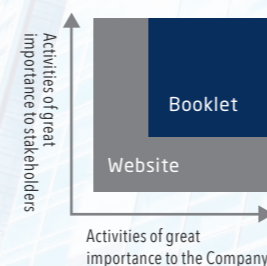 Activities of great
importance to stakeholders
Booklet
Website
Activities of great
importance to the Company